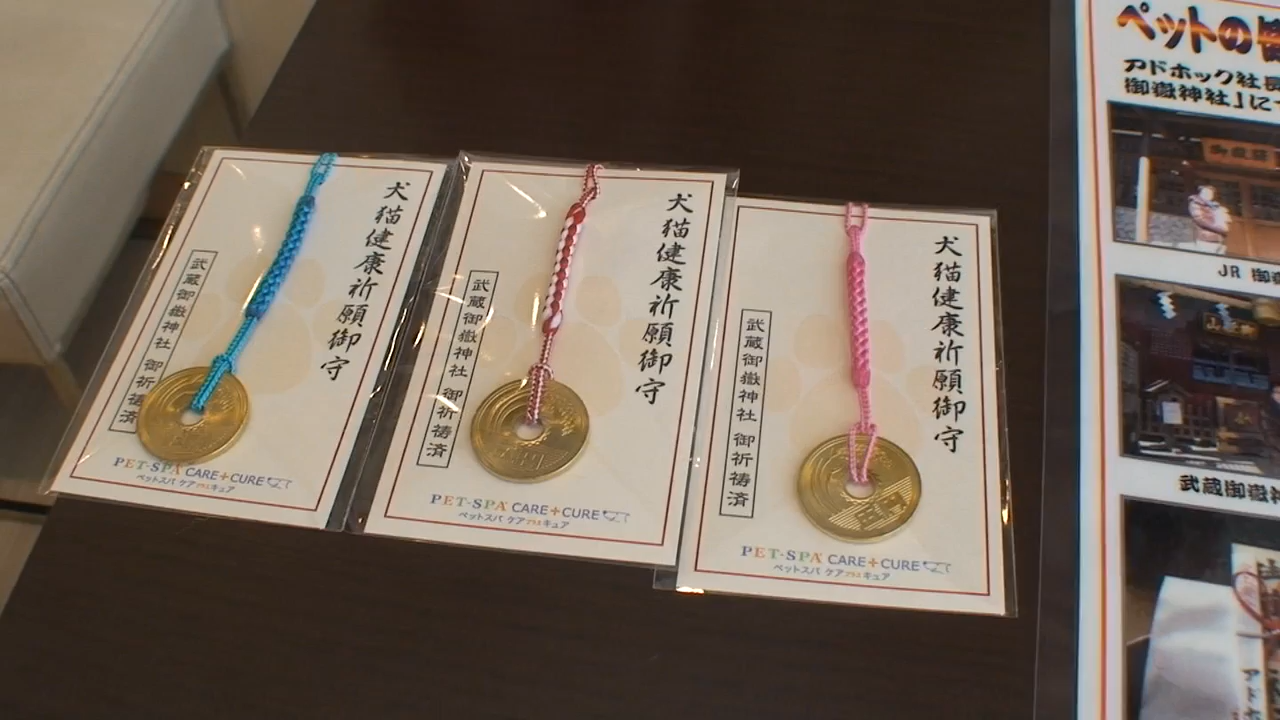 犬猫健康祈願御守
武蔵御嶽神社 御祈祷済
PET-SPA CARE+CURE
ペットスパ ケアプラスキュア
犬猫健康祈願御守
武蔵御嶽神社 御祈祷済
PET-SPA CARE+CURE
ペットスパ ケアプラスキュア
犬猫健康祈願御守
武蔵御嶽神社 御祈祷済
PET-SPA CARE+CURE
ペットスパ ケアプラスキュア
ペットの
アドホック社長
御嶽神社」に
JR 御嶽
武蔵御嶽神